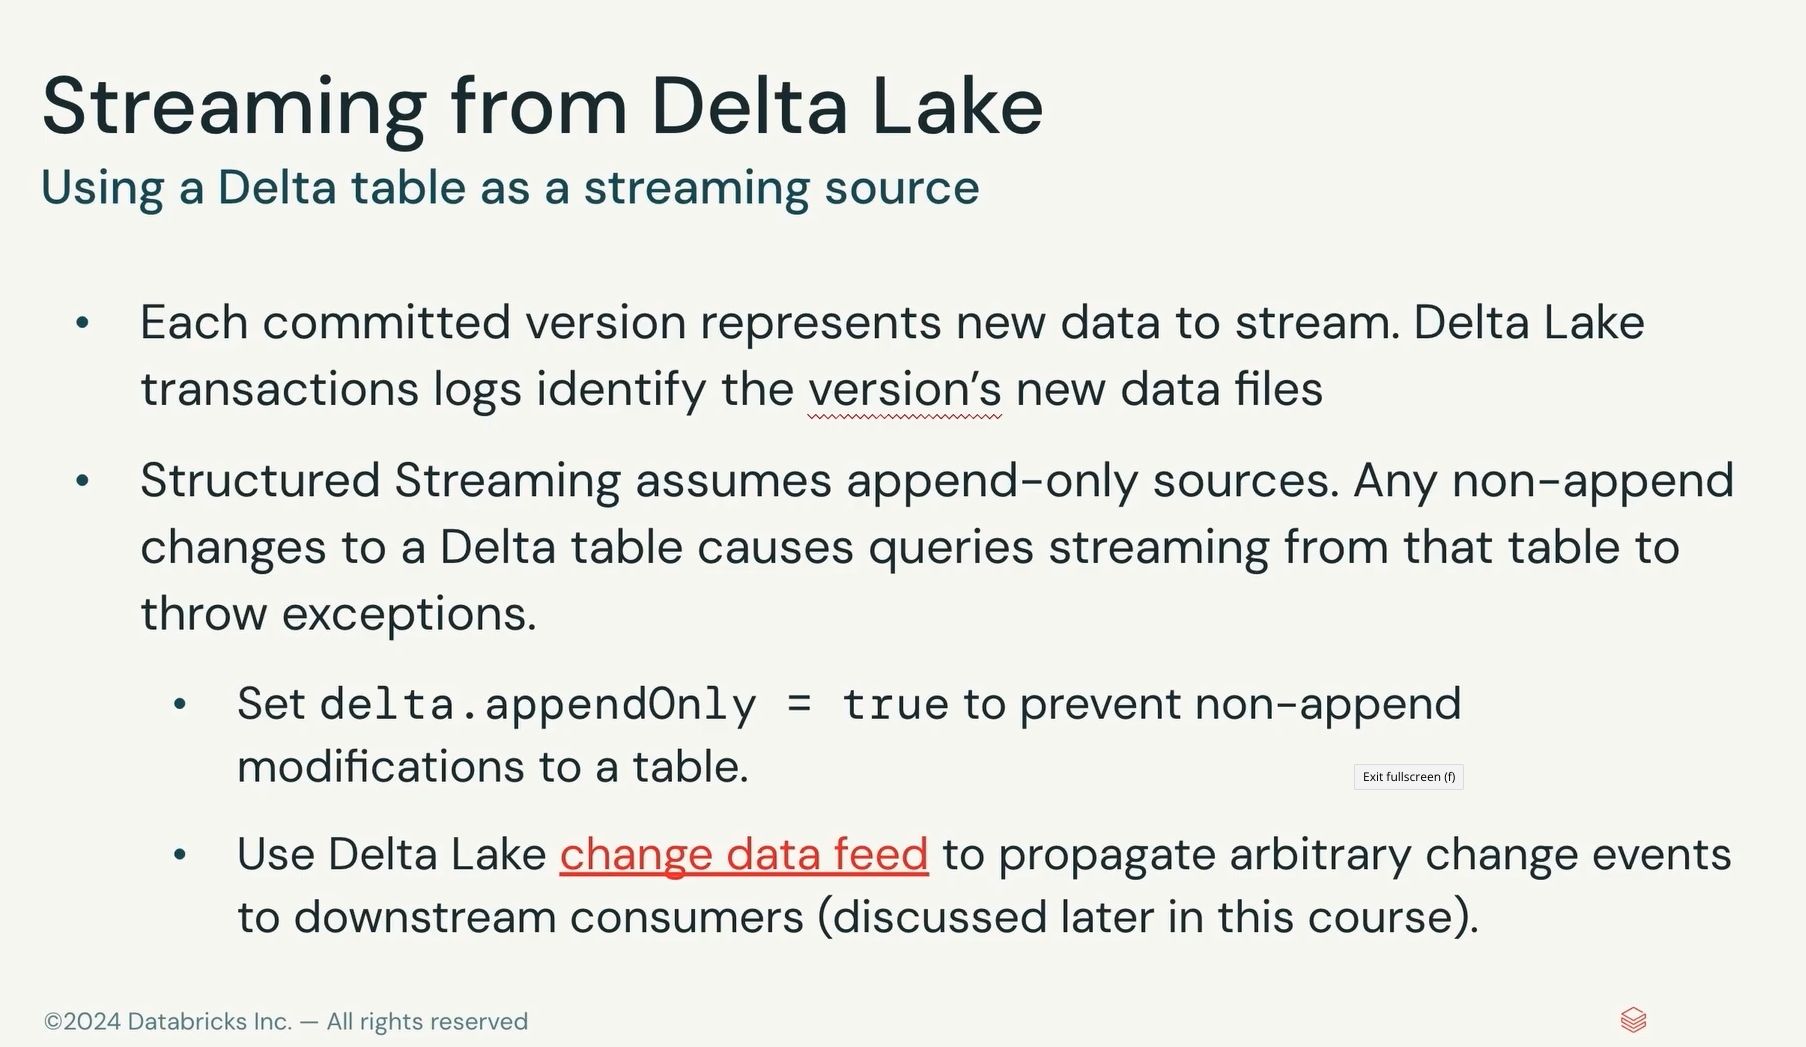 Streaming from Delta Lake
Using a Delta table as a streaming source
• Each committed version represents new data to stream. Delta Lake
transactions logs identify the version’s new data files
• Structured Streaming assumes append-only sources. Any non-append
changes to a Delta table causes queries streaming from that table to
throw exceptions.
• Set delta.appendOnly = true to prevent non-append
modifications to a table.
Exit fullscreen (f)
• Use Delta Lake change data feed to propagate arbitrary change events
to downstream consumers (discussed later in this course).
©2024 Databricks Inc. — All rights reserved